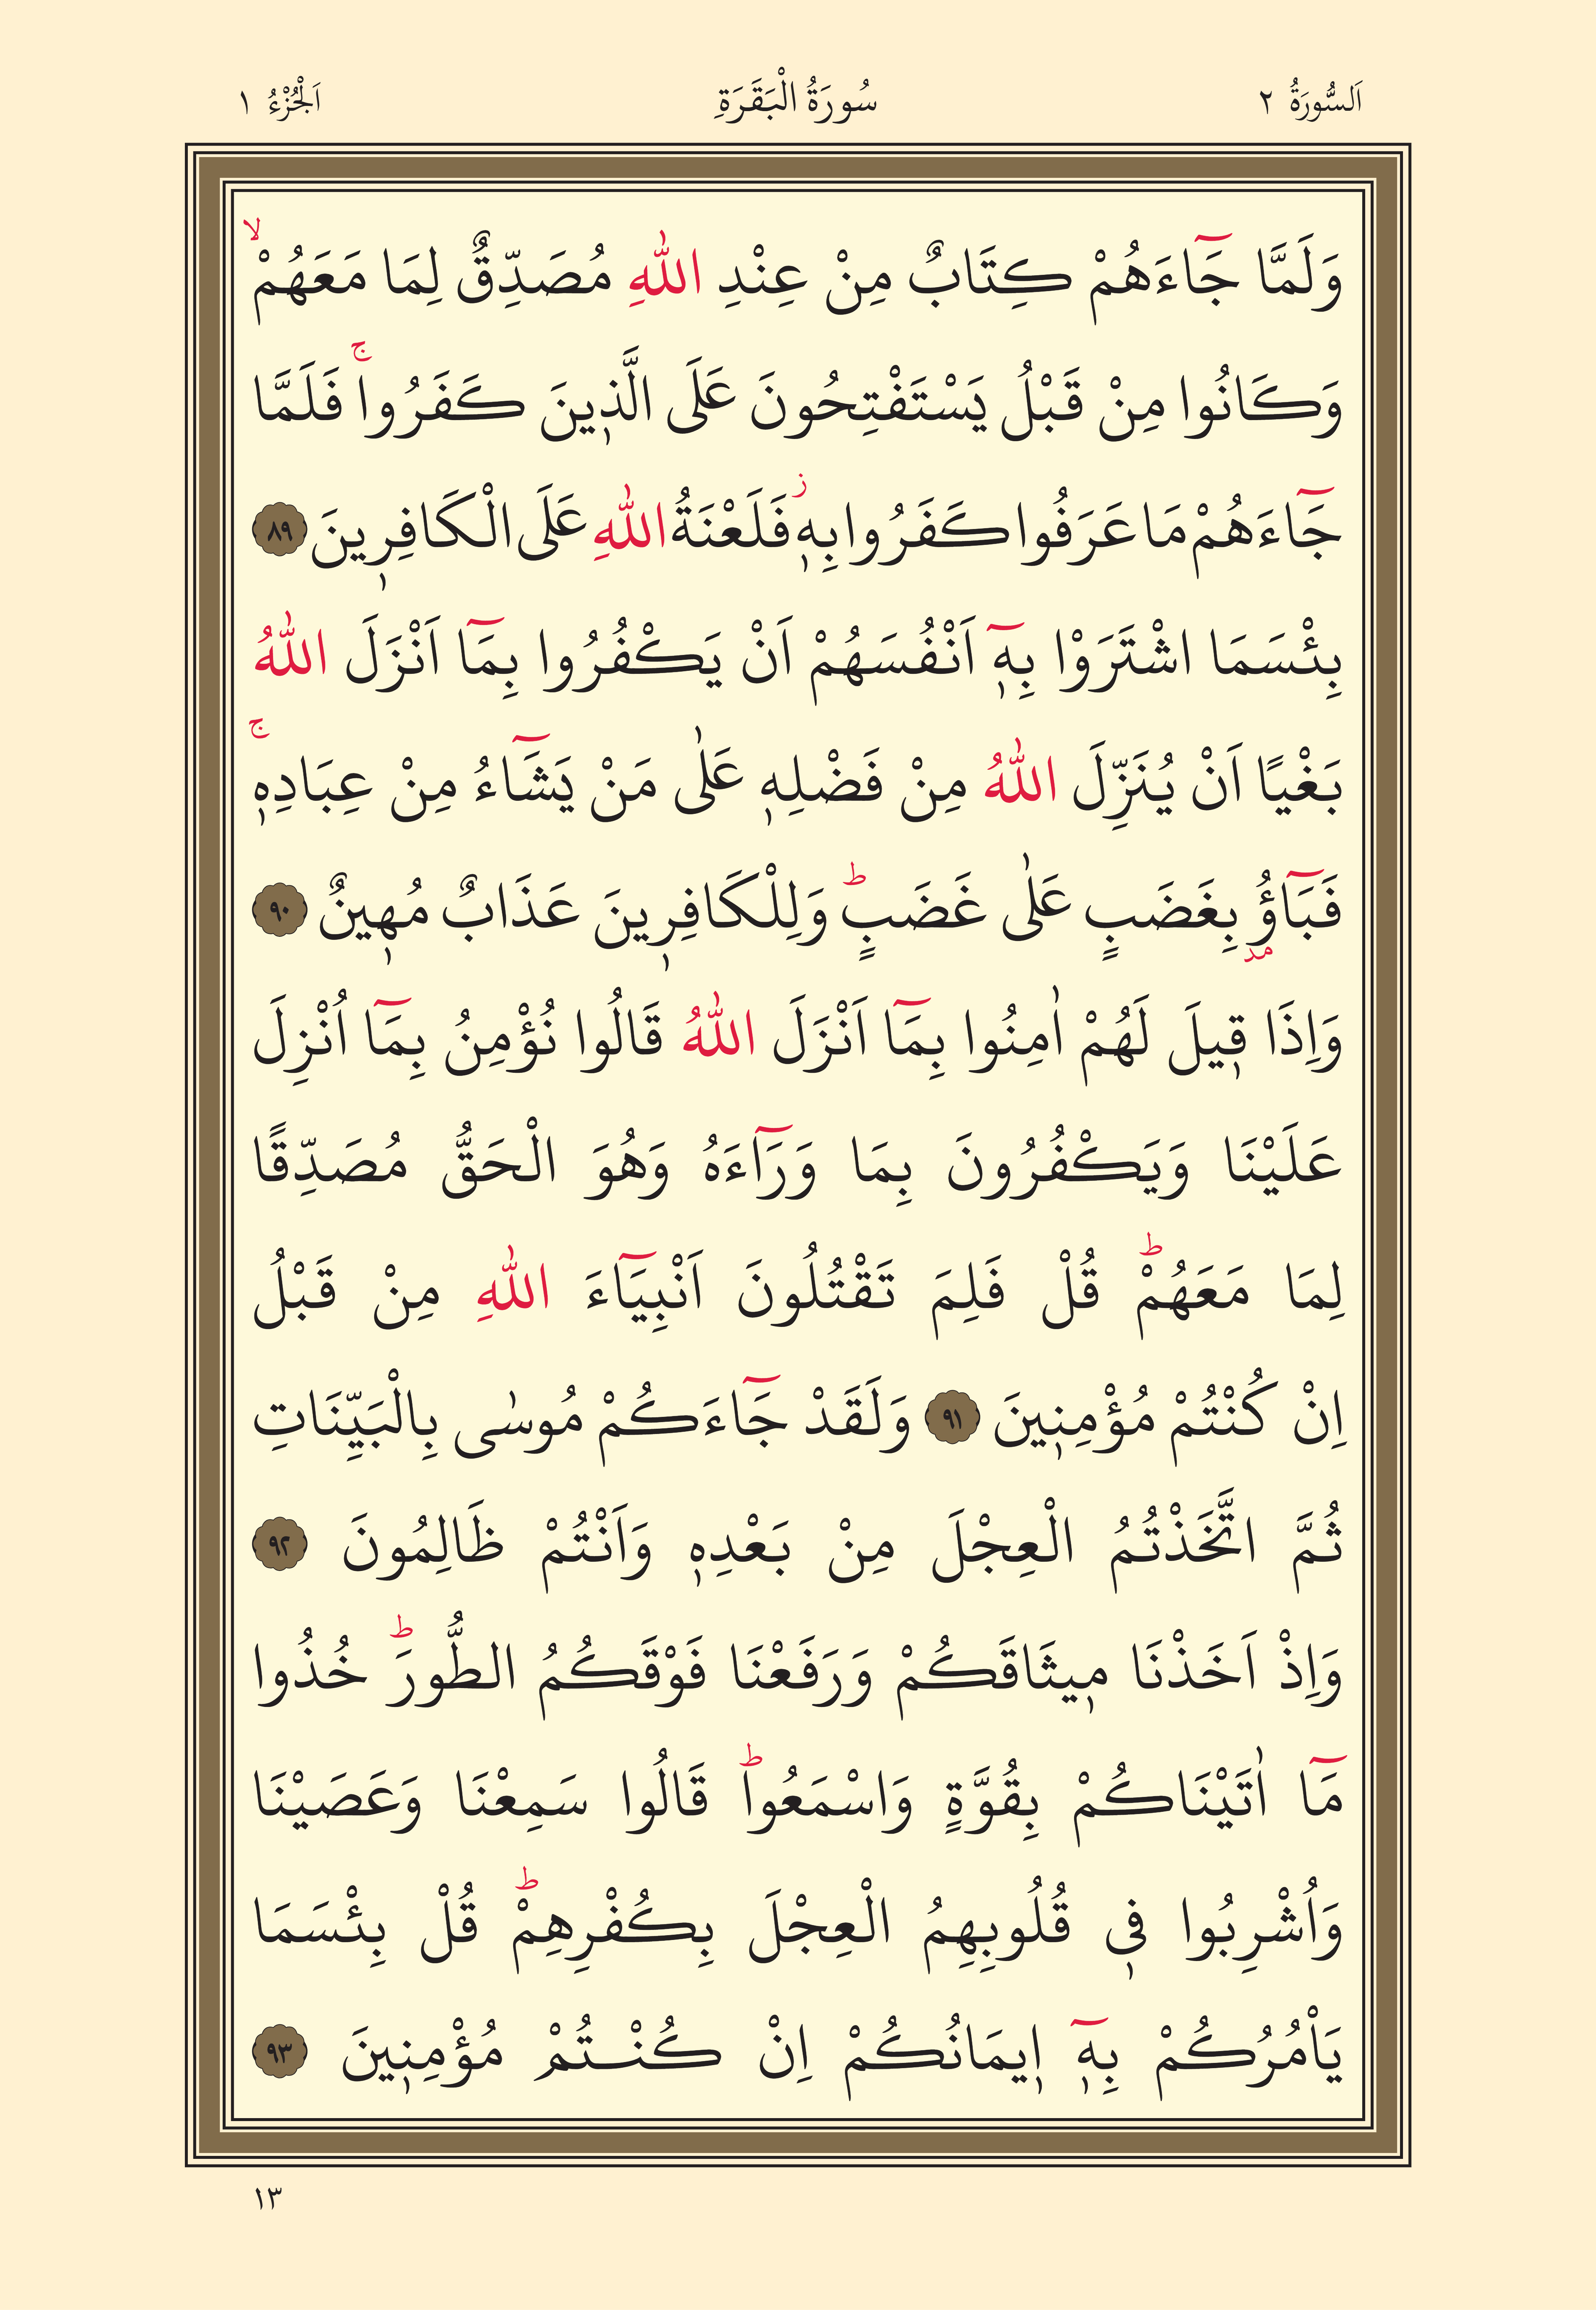 اَلسُّورَةُ ٢ سُورَةُ الْبَقَرَةِ اَلْجُزْءُ ١
وَلَمَّا جَٓاءَهُمْ كِتَابٌ مِنْ عِنْدِ اللّٰهِ مُصَدِّقٌ لِمَا مَعَهُمْۙ
وَكَانُوا مِنْ قَبْلُ يَسْتَفْتِحُونَ عَلَى الَّذ۪ينَ كَفَرُواۚ فَلَمَّا
جَٓاءَهُمْ مَا عَرَفُوا كَفَرُوا بِه۪ۘ فَلَعْنَةُ اللّٰهِ عَلَى الْكَافِر۪ينَ ٨٩
بِئْسَمَا اشْتَرَوْا بِه۪ٓ اَنْفُسَهُمْ اَنْ يَكْفُرُوا بِمَٓا اَنْزَلَ اللّٰهُ
بَغْيًا اَنْ يُنَزِّلَ اللّٰهُ مِنْ فَضْلِه۪ عَلٰى مَنْ يَشَٓاءُ مِنْ عِبَادِه۪ۚ
فَبَٓاؤُ۫ بِغَضَبٍ عَلٰى غَضَبٍۜ وَلِلْكَافِر۪ينَ عَذَابٌ مُه۪ينٌ ٩٠
وَاِذَا ق۪يلَ لَهُمْ اٰمِنُوا بِمَٓا اَنْزَلَ اللّٰهُ قَالُوا نُؤْمِنُ بِمَٓا اُنْزِلَ
عَلَيْنَا وَيَكْفُرُونَ بِمَا وَرَٓاءَهُ وَهُوَ الْحَقُّ مُصَدِّقًا
لِمَا مَعَهُمْۜ قُلْ فَلِمَ تَقْتُلُونَ اَنْبِيَٓاءَ اللّٰهِ مِنْ قَبْلُ
اِنْ كُنْتُمْ مُؤْمِن۪ينَ ٩١ وَلَقَدْ جَٓاءَكُمْ مُوسٰى بِالْبَيِّنَاتِ
ثُمَّ اتَّخَذْتُمُ الْعِجْلَ مِنْ بَعْدِه۪ وَاَنْتُمْ ظَالِمُونَ ٩٢
وَاِذْ اَخَذْنَا م۪يثَاقَكُمْ وَرَفَعْنَا فَوْقَكُمُ الطُّورَۜ خُذُوا
مَٓا اٰتَيْنَاكُمْ بِقُوَّةٍ وَاسْمَعُواۜ قَالُوا سَمِعْنَا وَعَصَيْنَا
وَاُشْرِبُوا ف۪ي قُلُوبِهِمُ الْعِجْلَ بِكُفْرِهِمْۜ قُلْ بِئْسَمَا
يَاْمُرُكُمْ بِه۪ٓ ا۪يمَانُكُمْ اِنْ كُنْتُمْ مُؤْمِن۪ينَ ٩٣
١٣